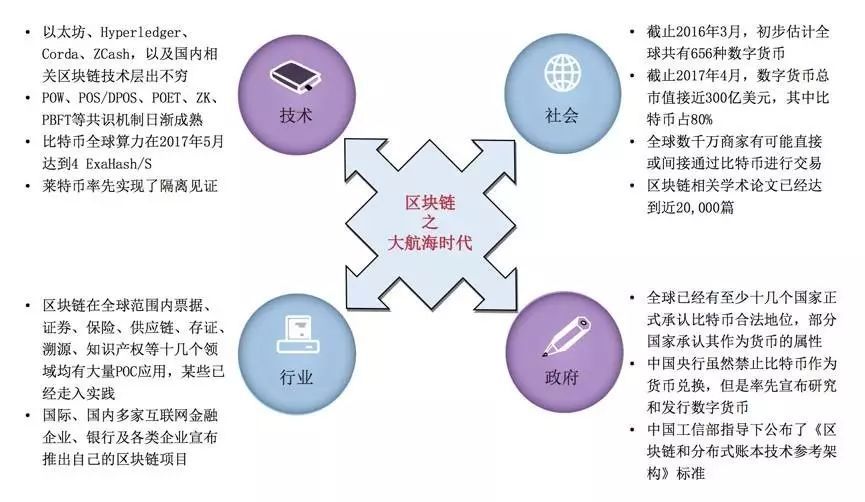 • 以太坊、Hyperledger、
Corda、ZCash，以及国内相
关区块链技术层出不穷
• POW、POS/DPOS、POET、ZK、
PBFT等共识机制日渐成熟
• 比特币全球算力在2017年5月
达到4 ExaHash/S
• 莱特币率先实现了隔离见证
技术
社会
• 截止2016年3月，初步估计全
球共有656种数字货币
• 截止2017年4月，数字货币总
市值接近300亿美元，其中比
特币占80%
• 全球数千万商家有可能直接
或间接通过比特币进行交易
• 区块链相关学术论文已经达
到近20,000篇
区块链
之
大航海时代
• 区块链在全球范围内票据、
证券、保险、供应链、存证、
溯源、知识产权等十几个领
域均有大量POC应用，某些已
经走入实践
• 国际、国内多家互联网金融
企业、银行及各类企业宣布
推出自己的区块链项目
行业
政府
• 全球已经有至少十几个国家正
式承认比特币合法地位，部分
国家承认其作为货币的属性
• 中国央行虽然禁止比特币作为
货币兑换，但是率先宣布研究
和发行数字货币
• 中国工信部指导下公布了《区
块链和分布式账本技术参考架
构》标准